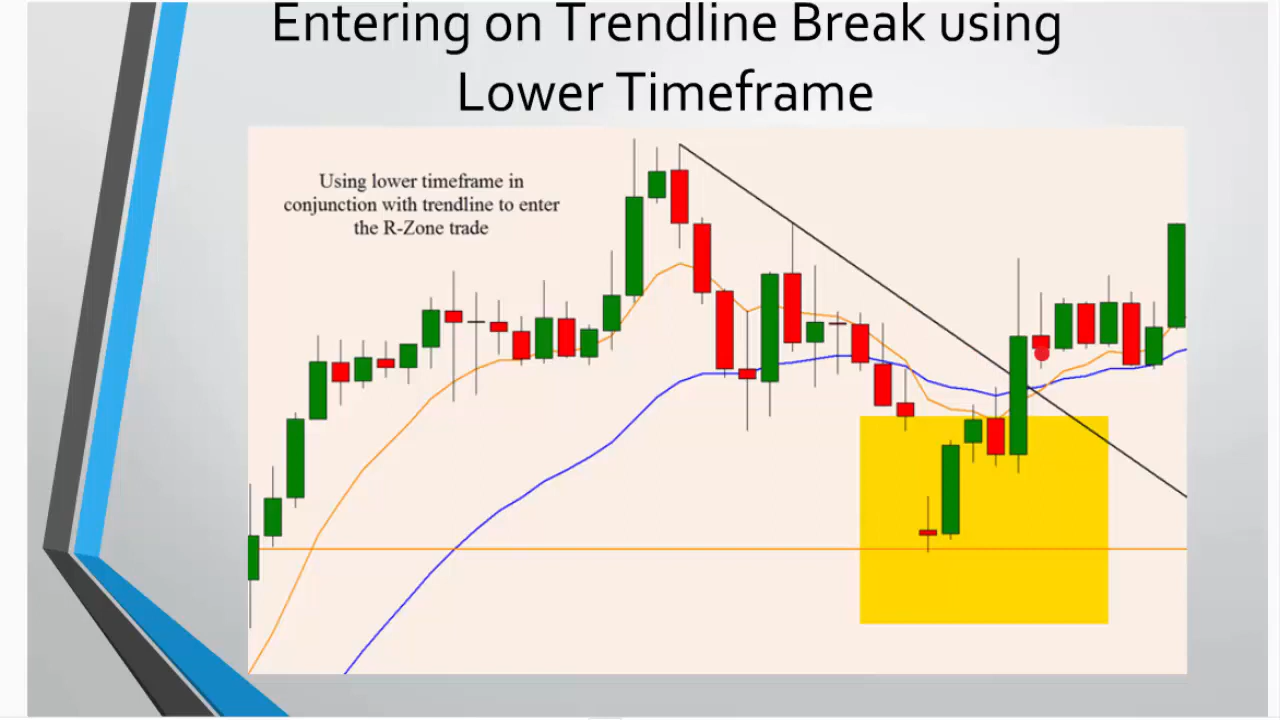 Entering on Trendline Break using
Lower Timeframe
Using lower timeframe in
conjunction with trendline to enter
the R-Zone trade